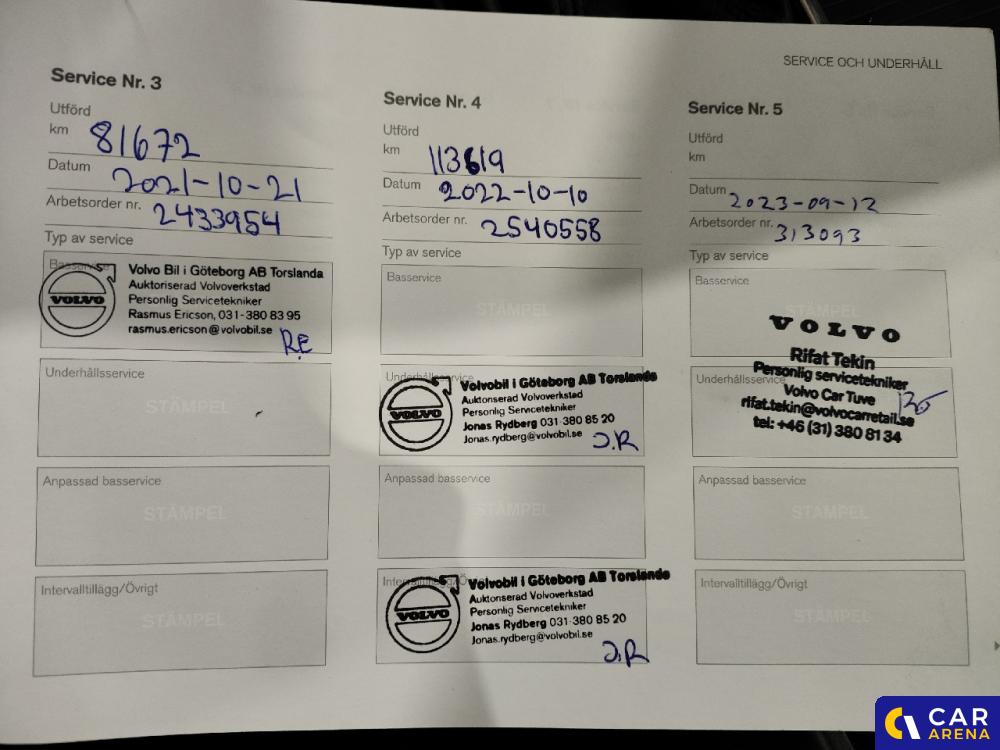 SERVICE OCH UNDERHÅLL
Service Nr. 3
Utförd
km 81672
Datum 2021-10-21
Arbetsorder nr. 2433954
Typ av service
Basservice
VOLVO
Volvo Bil i Göteborg AB Torslanda
Auktoriserad Volvoverkstad
Personlig Servicetekniker
Rasmus Ericson, 031-380 83 95
rasmus.ericson@volvobil.se
RE
Underhållsservice
STÄMPEL
Anpassad basservice
STÄMPEL
Intervalltillägg/Övrigt
STÄMPEL
Service Nr. 4
Utförd
km 113619
Datum 2022-10-10
Arbetsorder nr. 2540558
Typ av service
Basservice
STÄMPEL
Underhållsservice
VOLVO
Volvobil i Göteborg AB Torslanda
Auktoriserad Volvoverkstad
Personlig Servicetekniker
Jonas Rydberg 031-380 85 20
Jonas.rydberg@volvobil.se
J.R
Anpassad basservice
STÄMPEL
Intervalltillägg/Övrigt
VOLVO
Volvobil i Göteborg AB Torslanda
Auktoriserad Volvoverkstad
Personlig Servicetekniker
Jonas Rydberg 031-380 85 20
Jonas.rydberg@volvobil.se
J.R
Service Nr. 5
Utförd
km
Datum 2023-09-12
Arbetsorder nr. 313093
Typ av service
Basservice
STÄMPEL
VOLVO
Rifat Tekin
Personlig servicetekniker
Underhållsservice
Volvo Car Tuve
rifat.tekin@volvocarretail.se
tel: +46 (31) 380 81 34
Anpassad basservice
STÄMPEL
Intervalltillägg/Övrigt
STÄMPEL
CAR
ARENA